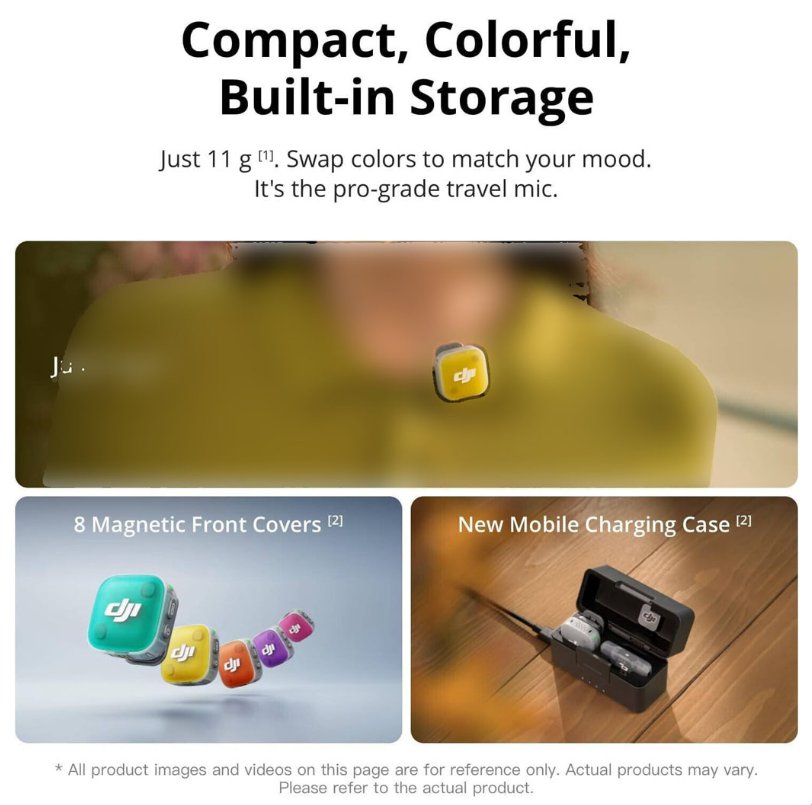 Compact, Colorful,
Built-in Storage
Just 11 g [1]. Swap colors to match your mood.
It's the pro-grade travel mic.
dji
8 Magnetic Front Covers [2]
New Mobile Charging Case [2]
dji
dji
dji
dji
dji
dji
* All product images and videos on this page are for reference only. Actual products may vary.
Please refer to the actual product.